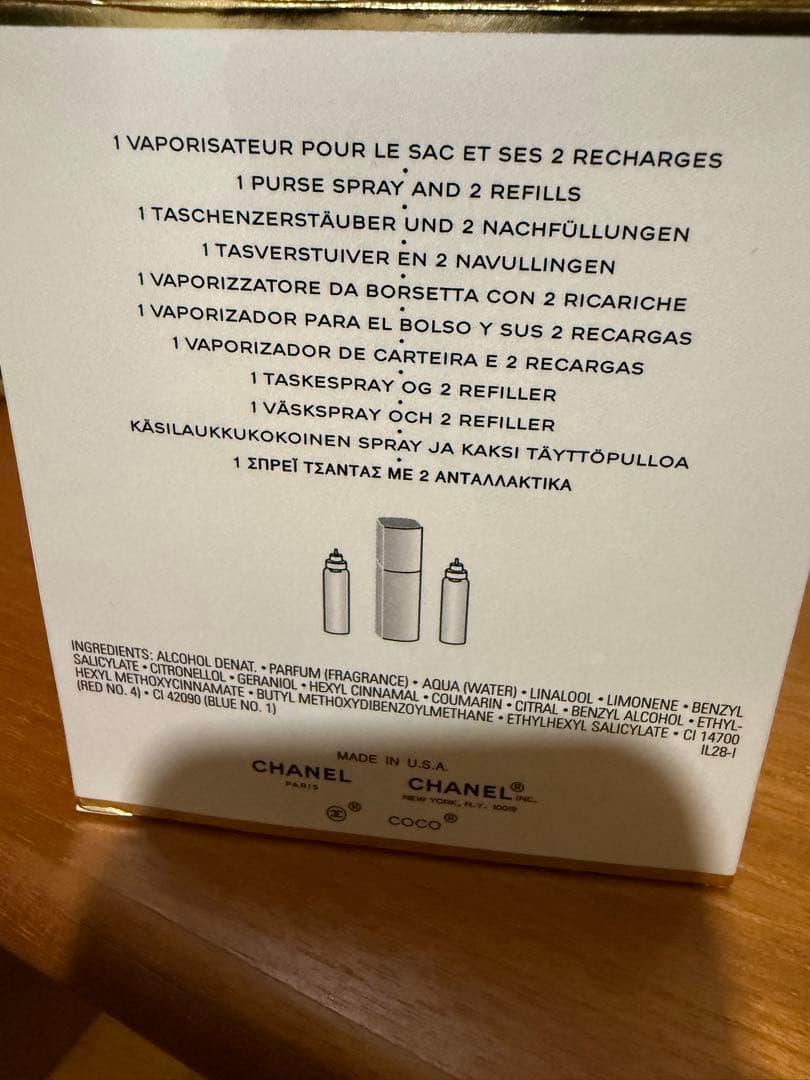 1 VAPORISATEUR POUR LE SAC ET SES 2 RECHARGES
•
1 PURSE SPRAY AND 2 REFILLS
•
1 TASCHENZERSTÄUBER UND 2 NACHFÜLLUNGEN
•
1 TASVERSTUIVER EN 2 NAVULLINGEN
•
1 VAPORIZZATORE DA BORSETTA CON 2 RICARICHE
•
1 VAPORIZADOR PARA EL BOLSO Y SUS 2 RECARGAS
•
1 VAPORIZADOR DE CARTEIRA E 2 RECARGAS
•
1 TASKESPRAY OG 2 REFILLER
•
1 VÄSKSPRAY OCH 2 REFILLER
•
KÄSILAUKKUKOKOINEN SPRAY JA KAKSI TÄYTTÖPULLOA
•
1 ΣΠΡΕΪ ΤΣΑΝΤΑΣ ΜΕ 2 ΑΝΤΑΛΛΑΚΤΙΚΑ
INGREDIENTS: ALCOHOL DENAT. • PARFUM (FRAGRANCE) • AQUA (WATER) • LINALOOL • LIMONENE • BENZYL
SALICYLATE • CITRONELLOL • GERANIOL • HEXYL CINNAMAL • COUMARIN • CITRAL • BENZYL ALCOHOL • ETHYL-
HEXYL METHOXYCINNAMATE • BUTYL METHOXYDIBENZOYLMETHANE • ETHYLHEXYL SALICYLATE • CI 14700
(RED NO. 4) • CI 42090 (BLUE NO. 1)
IL28-I
MADE IN U.S.A.
CHANEL CHANEL® INC.
PARIS NEW YORK, N.Y. 10019
® COCO®